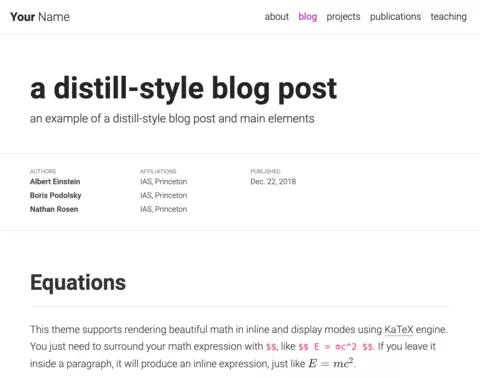 Your Name
about blog projects publications teaching
a distill-style blog post
an example of a distill-style blog post and main elements
AUTHORS AFFILIATIONS PUBLISHED
Albert Einstein IAS, Princeton Dec. 22, 2018
Boris Podolsky IAS, Princeton
Nathan Rosen IAS, Princeton
Equations
This theme supports rendering beautiful math in inline and display modes using KaTeX engine.
You just need to surround your math expression with $$, like $$ E = mc^2 $$. If you leave it
inside a paragraph, it will produce an inline expression, just like E = mc².